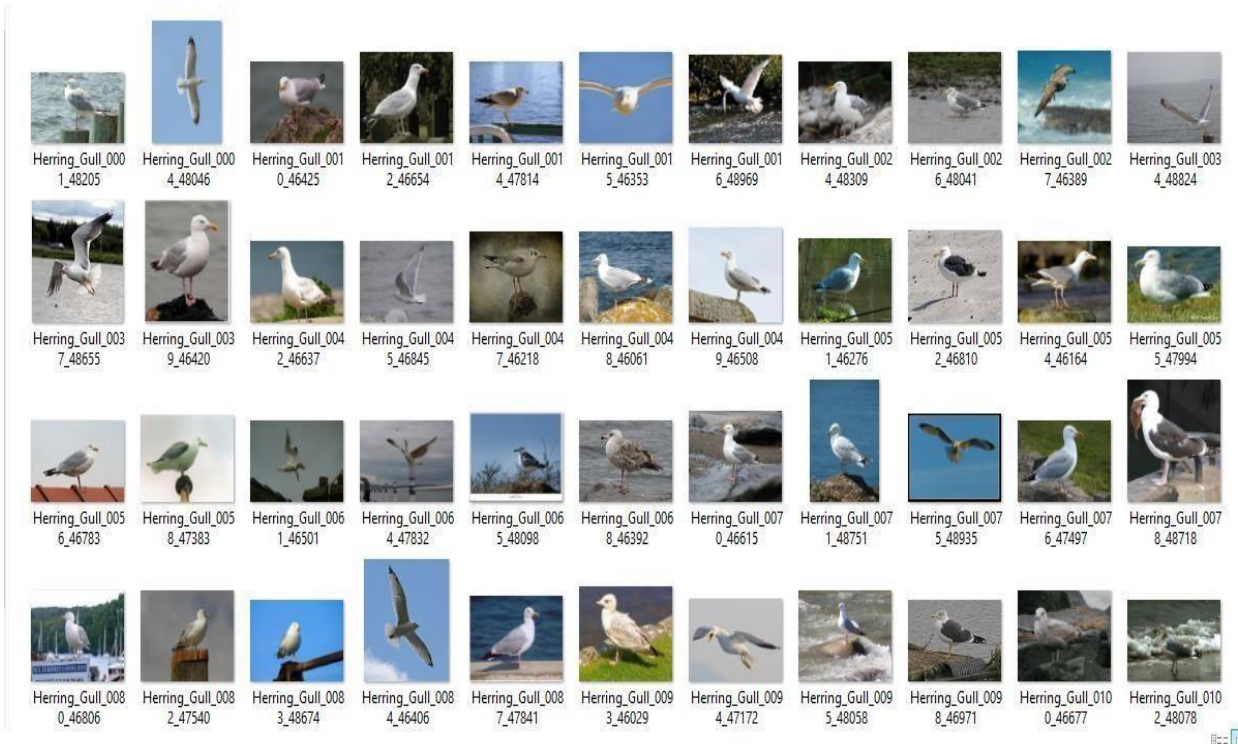 Herring_Gull_000
1_48205
Herring_Gull_000
4_48046
Herring_Gull_001
0_46425
Herring_Gull_001
2_46654
Herring_Gull_001
4_47814
Herring_Gull_001
5_46353
Herring_Gull_001
6_48969
Herring_Gull_002
4_48309
Herring_Gull_002
6_48041
Herring_Gull_002
7_46389
Herring_Gull_003
4_48824
Herring_Gull_003
7_48655
Herring_Gull_003
9_46420
Herring_Gull_004
2_46637
Herring_Gull_004
5_46845
Herring_Gull_004
7_46218
Herring_Gull_004
8_46061
Herring_Gull_004
9_46508
Herring_Gull_005
1_46276
Herring_Gull_005
2_46810
Herring_Gull_005
4_46164
Herring_Gull_005
5_47994
Herring_Gull_005
6_46783
Herring_Gull_005
8_47383
Herring_Gull_006
1_46501
Herring_Gull_006
4_47832
Herring_Gull_006
5_48098
Herring_Gull_006
8_46392
Herring_Gull_007
0_46615
Herring_Gull_007
1_48751
Herring_Gull_007
5_48935
Herring_Gull_007
6_47497
Herring_Gull_007
8_48718
Herring_Gull_008
0_46806
Herring_Gull_008
2_47540
Herring_Gull_008
3_48674
Herring_Gull_008
4_46406
Herring_Gull_008
7_47841
Herring_Gull_009
3_46029
Herring_Gull_009
4_47172
Herring_Gull_009
5_48058
Herring_Gull_009
8_46971
Herring_Gull_010
0_46677
Herring_Gull_010
2_48078